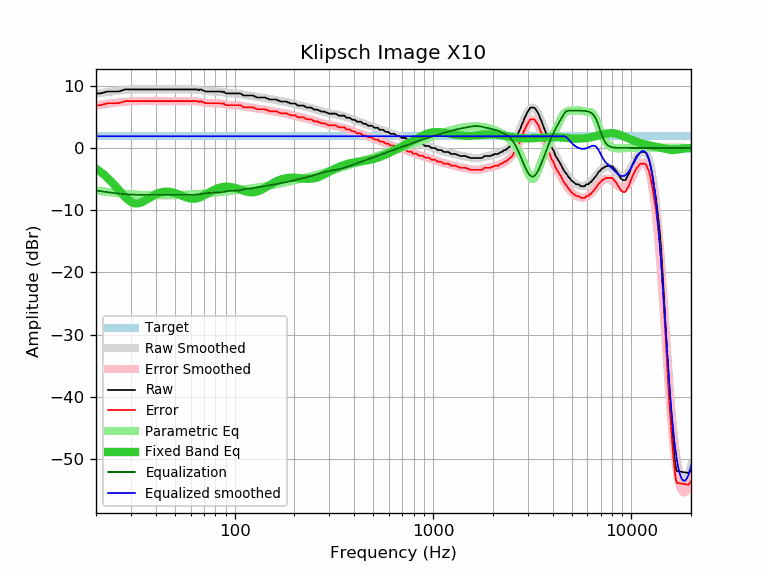 Klipsch Image X10
10
0
−10
−20
−30
−40
−50
Amplitude (dBr)
Target
Raw Smoothed
Error Smoothed
Raw
Error
Parametric Eq
Fixed Band Eq
Equalization
Equalized smoothed
100
1000
10000
Frequency (Hz)